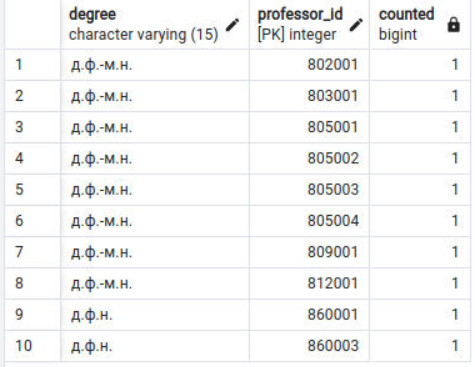 degree professor_id counted
character varying (15) [PK] integer bigint
1 д.ф.-м.н. 802001 1
2 д.ф.-м.н. 803001 1
3 д.ф.-м.н. 805001 1
4 д.ф.-м.н. 805002 1
5 д.ф.-м.н. 805003 1
6 д.ф.-м.н. 805004 1
7 д.ф.-м.н. 809001 1
8 д.ф.-м.н. 812001 1
9 д.ф.н. 860001 1
10 д.ф.н. 860003 1